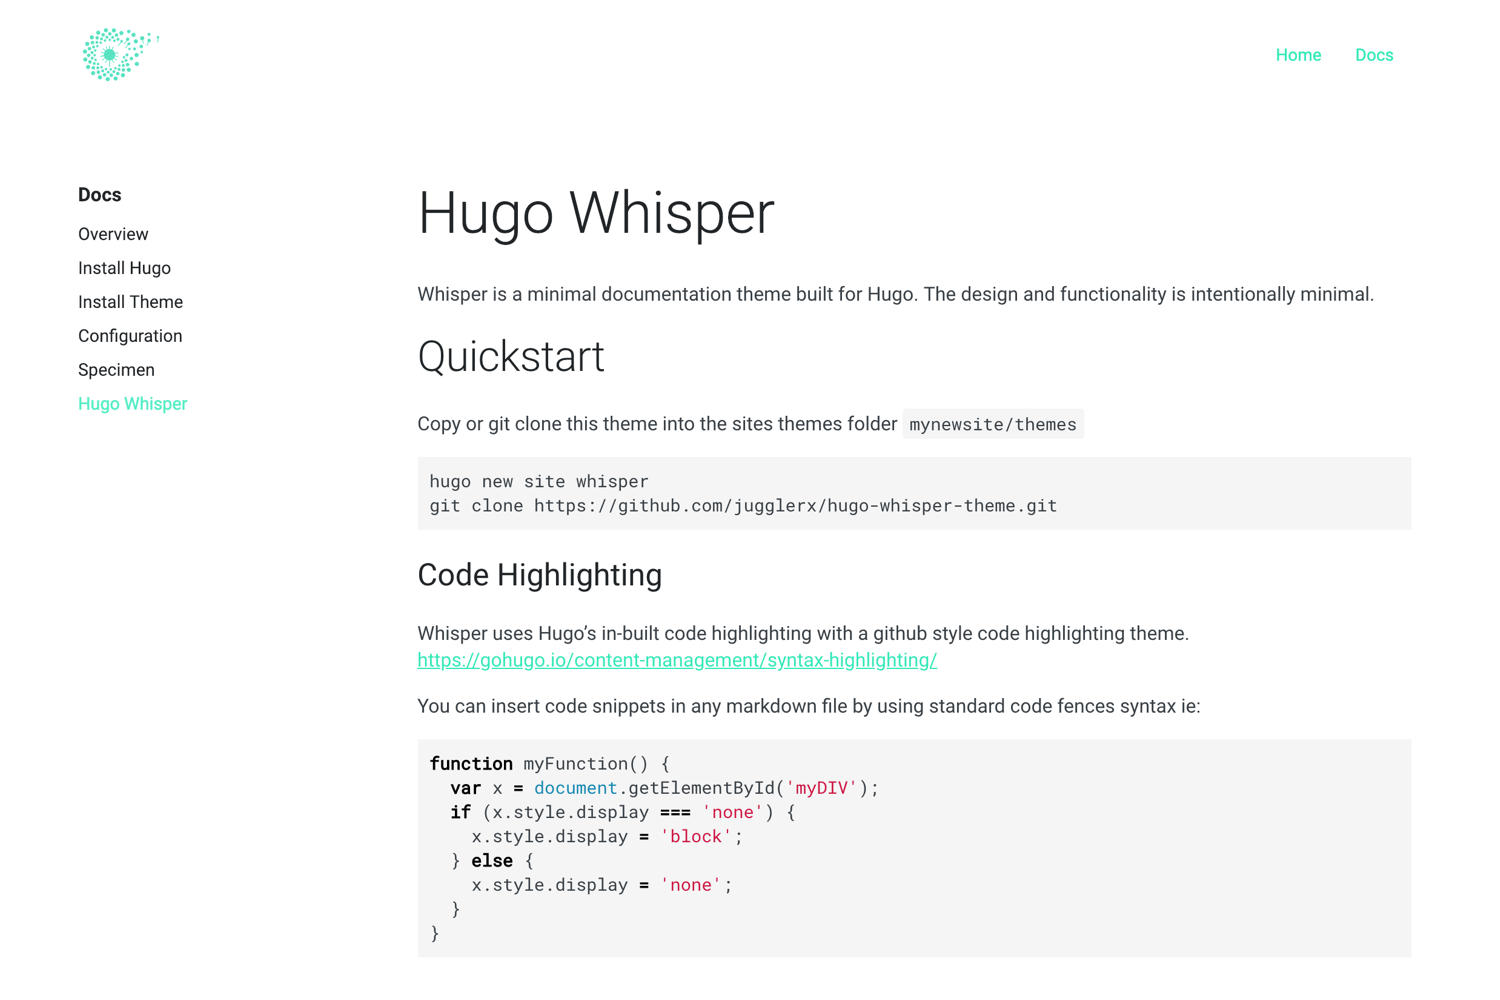 Home Docs
Docs
Overview
Install Hugo
Install Theme
Configuration
Specimen
Hugo Whisper
Hugo Whisper
Whisper is a minimal documentation theme built for Hugo. The design and functionality is intentionally minimal.
Quickstart
Copy or git clone this theme into the sites themes folder mynewsite/themes
hugo new site whisper
git clone https://github.com/jugglerx/hugo-whisper-theme.git
Code Highlighting
Whisper uses Hugo’s in-built code highlighting with a github style code highlighting theme.
https://gohugo.io/content-management/syntax-highlighting/
You can insert code snippets in any markdown file by using standard code fences syntax ie:
function myFunction() {
  var x = document.getElementById('myDIV');
  if (x.style.display === 'none') {
    x.style.display = 'block';
  } else {
    x.style.display = 'none';
  }
}